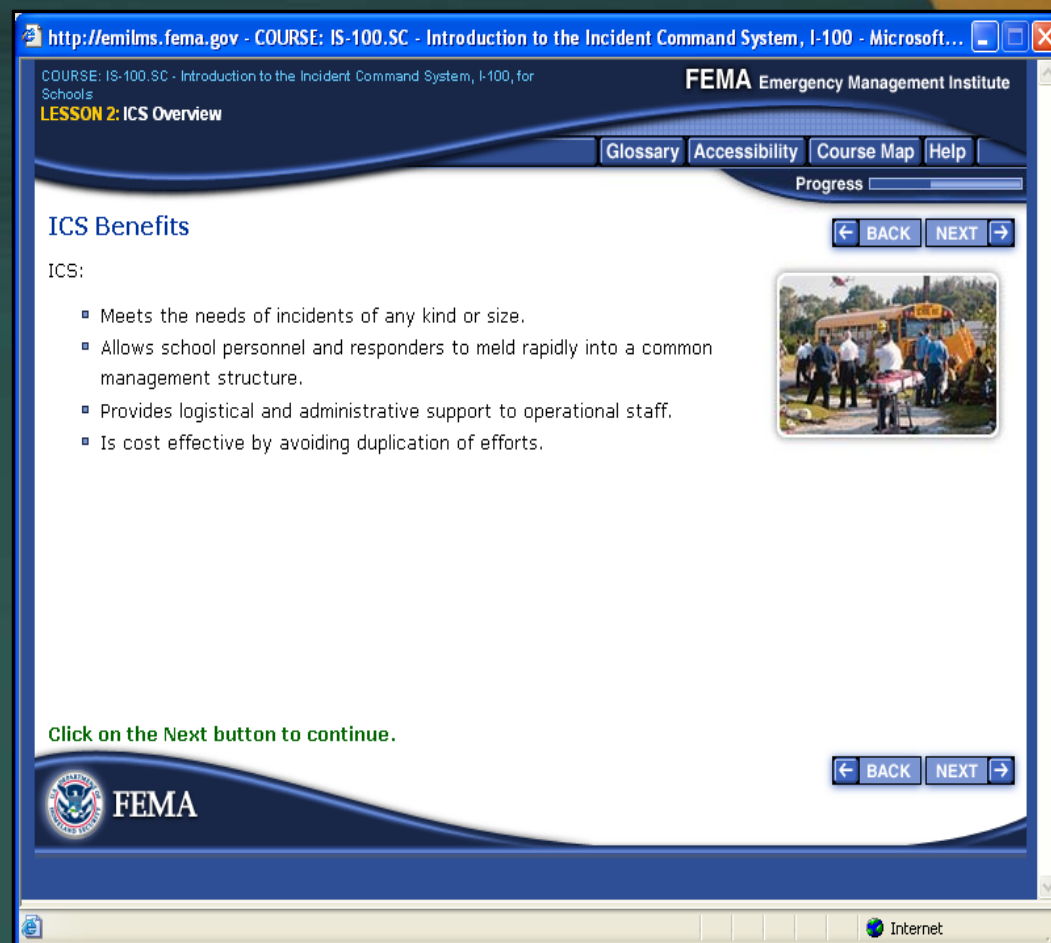 http://emilms.fema.gov - COURSE: IS-100.SC - Introduction to the Incident Command System, I-100 - Microsoft...
COURSE: IS-100.SC - Introduction to the Incident Command System, I-100, for
Schools
FEMA Emergency Management Institute
LESSON 2: ICS Overview
Glossary Accessibility Course Map Help
Progress
ICS Benefits
BACK NEXT
ICS:
Meets the needs of incidents of any kind or size.
Allows school personnel and responders to meld rapidly into a common
management structure.
Provides logistical and administrative support to operational staff.
Is cost effective by avoiding duplication of efforts.
Click on the Next button to continue.
BACK NEXT
FEMA
Internet